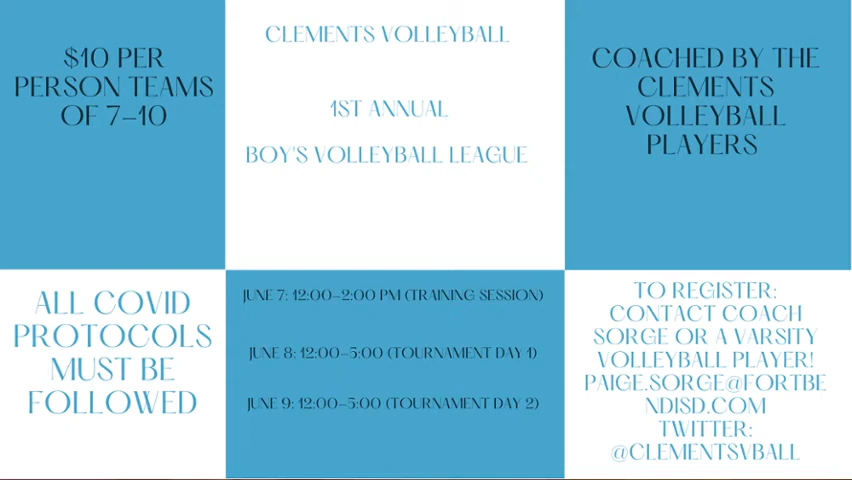 $10 PER
PERSON TEAMS
OF 7-10
CLEMENTS VOLLEYBALL
1ST ANNUAL
BOY'S VOLLEYBALL LEAGUE
COACHED BY THE
CLEMENTS
VOLLEYBALL
PLAYERS
ALL COVID
PROTOCOLS
MUST BE
FOLLOWED
JUNE 7: 12:00-2:00 PM (TRAINING SESSION)
JUNE 8: 12:00-5:00 (TOURNAMENT DAY 1)
JUNE 9: 12:00-5:00 (TOURNAMENT DAY 2)
TO REGISTER:
CONTACT COACH
SORGE OR A VARSITY
VOLLEYBALL PLAYER!
PAIGE.SORGE@FORTBE
NDISD.COM
TWITTER:
@CLEMENTSVBALL